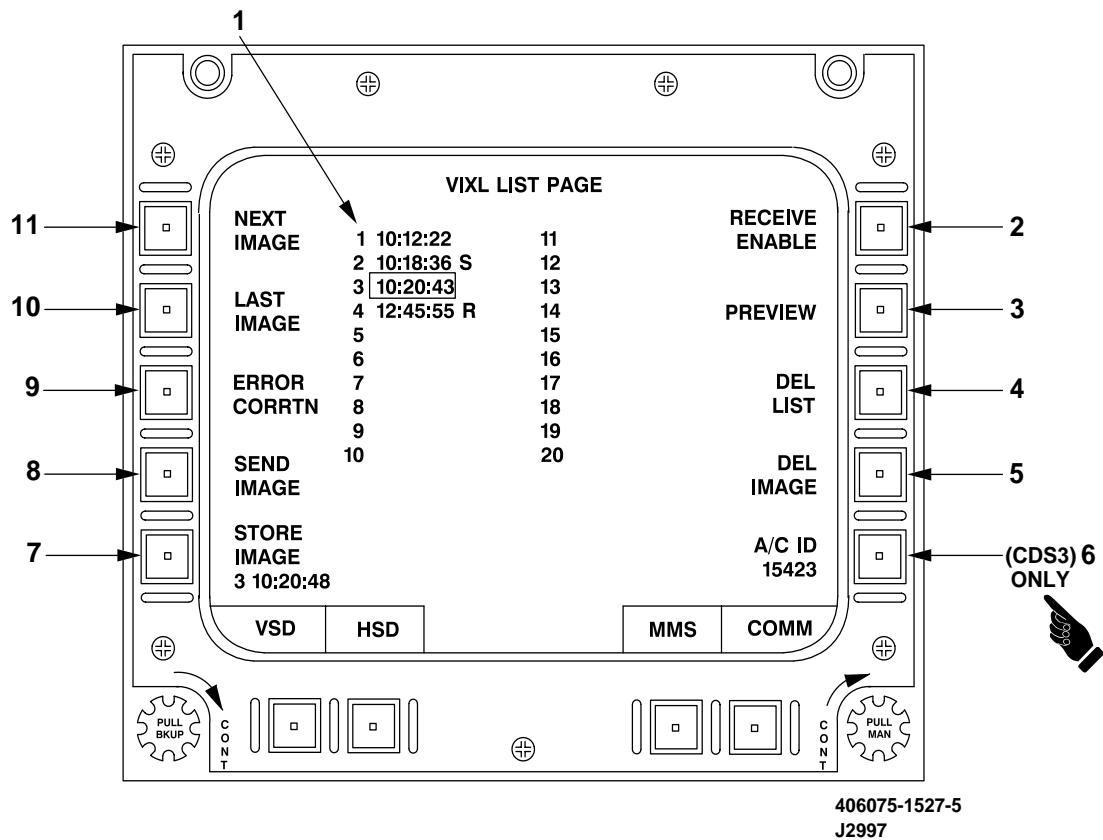 1
VIXL LIST PAGE
11
NEXT
IMAGE
1 10:12:22
2 10:18:36 S
3 10:20:43
4 12:45:55 R
5
6
7
8
9
10
11
12
13
14
15
16
17
18
19
20
RECEIVE
ENABLE
2
10
LAST
IMAGE
PREVIEW
3
9
ERROR
CORRTN
DEL
LIST
4
8
SEND
IMAGE
DEL
IMAGE
5
7
STORE
IMAGE
3 10:20:48
A/C ID
15423
(CDS3) 6
ONLY
VSD
HSD
MMS
COMM
PULL
BKUP
CONT
CONT
PULL
MAN
406075-1527-5
J2997